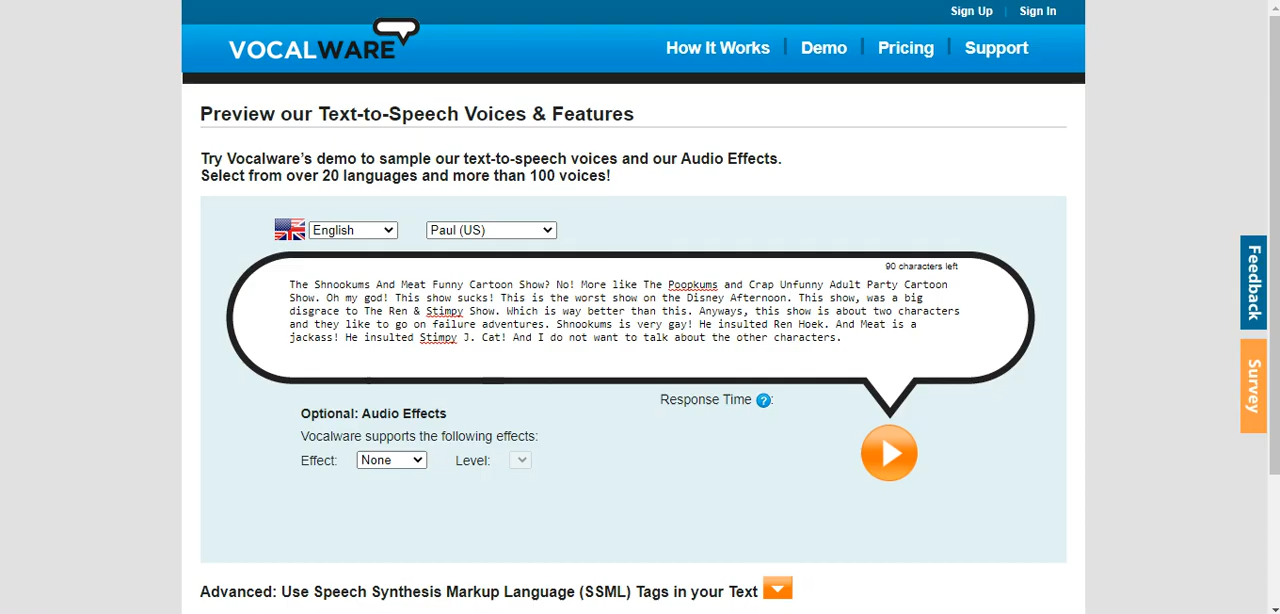 Sign Up Sign In
VOCALWARE
How It Works Demo Pricing Support
Preview our Text-to-Speech Voices & Features
Try Vocalware's demo to sample our text-to-speech voices and our Audio Effects.
Select from over 20 languages and more than 100 voices!
English Paul (US)
90 characters left
The Shnookums And Meat Funny Cartoon Show? No! More like The Poopkums and Crap Unfunny Adult Party Cartoon
Show. Oh my god! This show sucks! This is the worst show on the Disney Afternoon. This show, was a big
disgrace to The Ren & Stimpy Show. Which is way better than this. Anyways, this show is about two characters
and they like to go on failure adventures. Shnookums is very gay! He insulted Ren Hoek. And Meat is a
jackass! He insulted Stimpy J. Cat! And I do not want to talk about the other characters.
Response Time ?:
Optional: Audio Effects
Vocalware supports the following effects:
Effect: None Level:
Advanced: Use Speech Synthesis Markup Language (SSML) Tags in your Text
Feedback
Survey